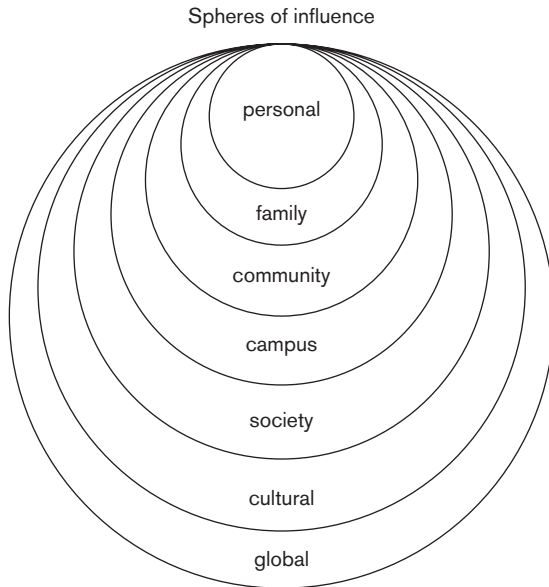 Spheres of influence
personal
family
community
campus
society
cultural
global